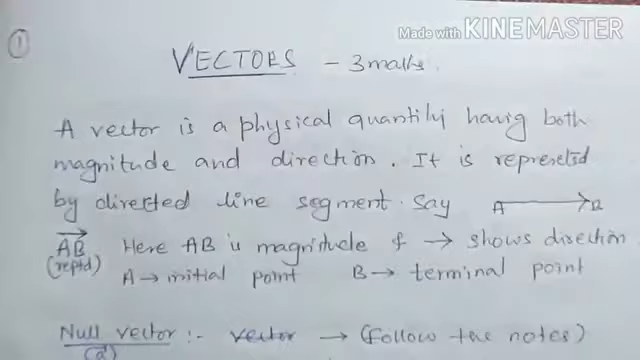 Made with KINEMASTER
1
VECTORS - 3 marks.
A vector is a physical quantity having both
magnitude and direction. It is represeted
by directed line segment. Say A → B
AB Here AB is magnitude & → shows direction
(reptd) A → initial point B → terminal point
Null vector :- vector → (follow the notes)